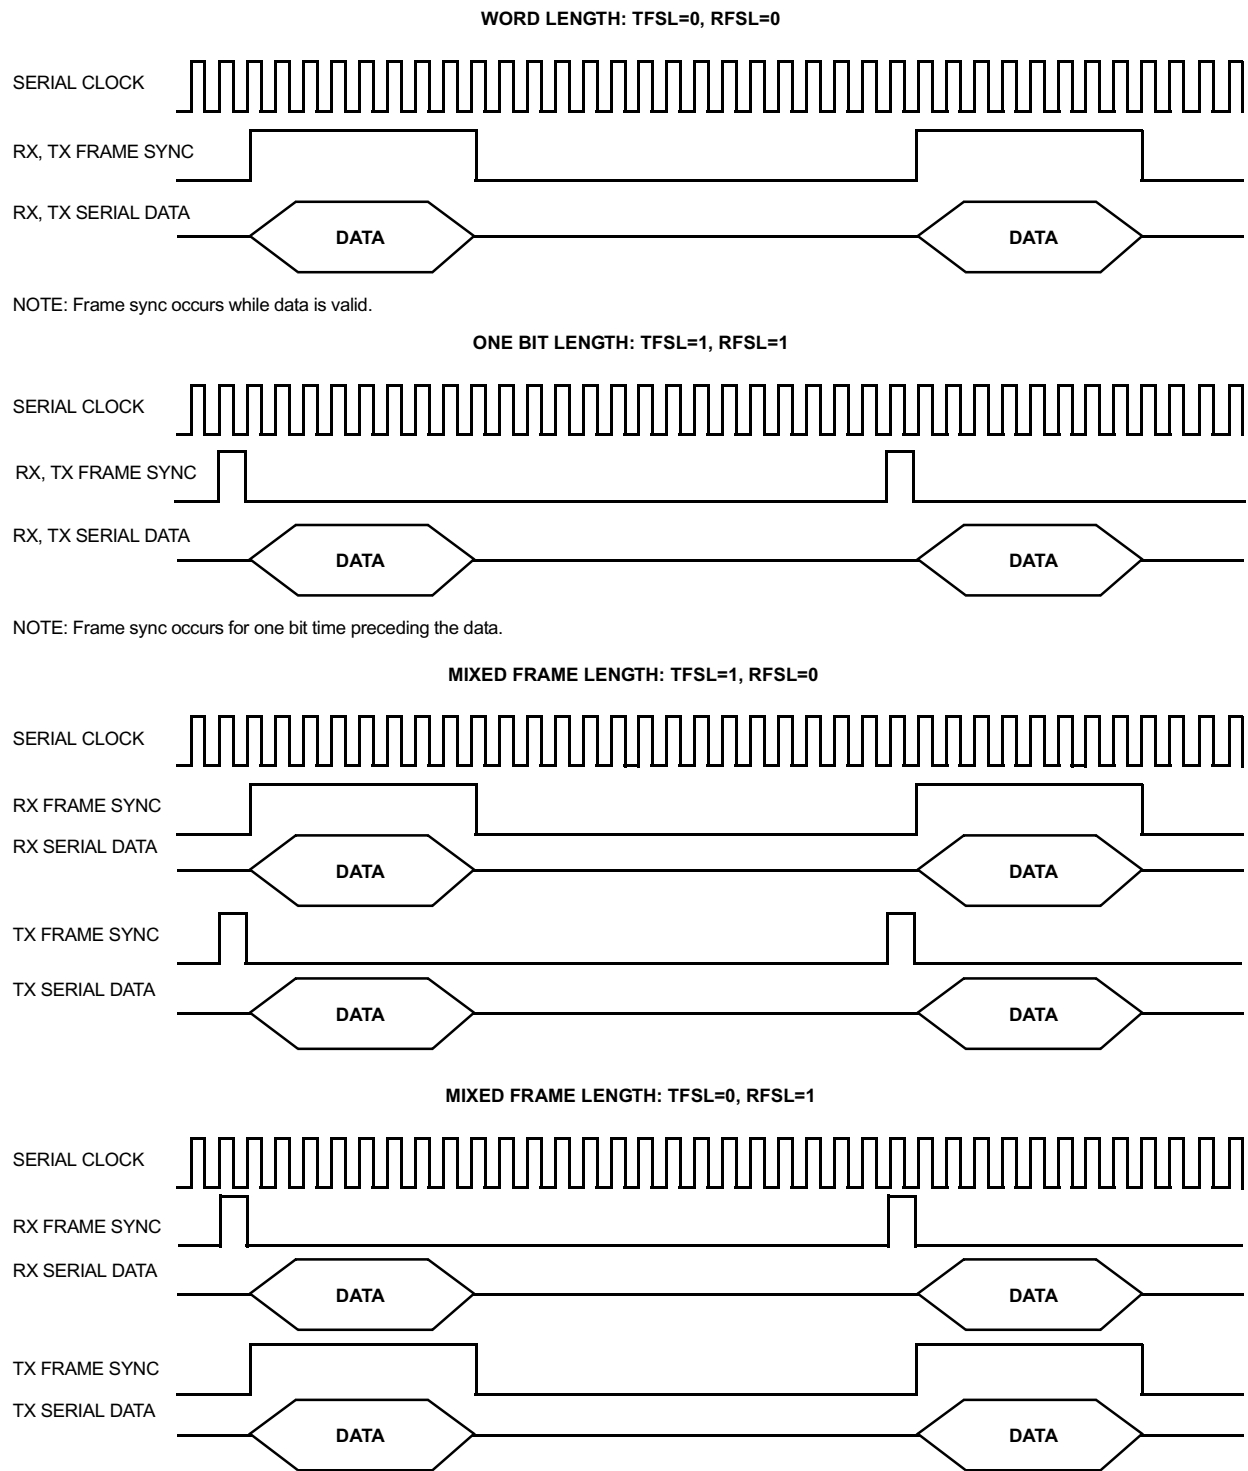 WORD LENGTH: TFSL=0, RFSL=0
SERIAL CLOCK
RX, TX FRAME SYNC
RX, TX SERIAL DATA
DATA
DATA
NOTE: Frame sync occurs while data is valid.
ONE BIT LENGTH: TFSL=1, RFSL=1
SERIAL CLOCK
RX, TX FRAME SYNC
RX, TX SERIAL DATA
DATA
DATA
NOTE: Frame sync occurs for one bit time preceding the data.
MIXED FRAME LENGTH: TFSL=1, RFSL=0
SERIAL CLOCK
RX FRAME SYNC
RX SERIAL DATA
DATA
DATA
TX FRAME SYNC
TX SERIAL DATA
DATA
DATA
MIXED FRAME LENGTH: TFSL=0, RFSL=1
SERIAL CLOCK
RX FRAME SYNC
RX SERIAL DATA
DATA
DATA
TX FRAME SYNC
TX SERIAL DATA
DATA
DATA